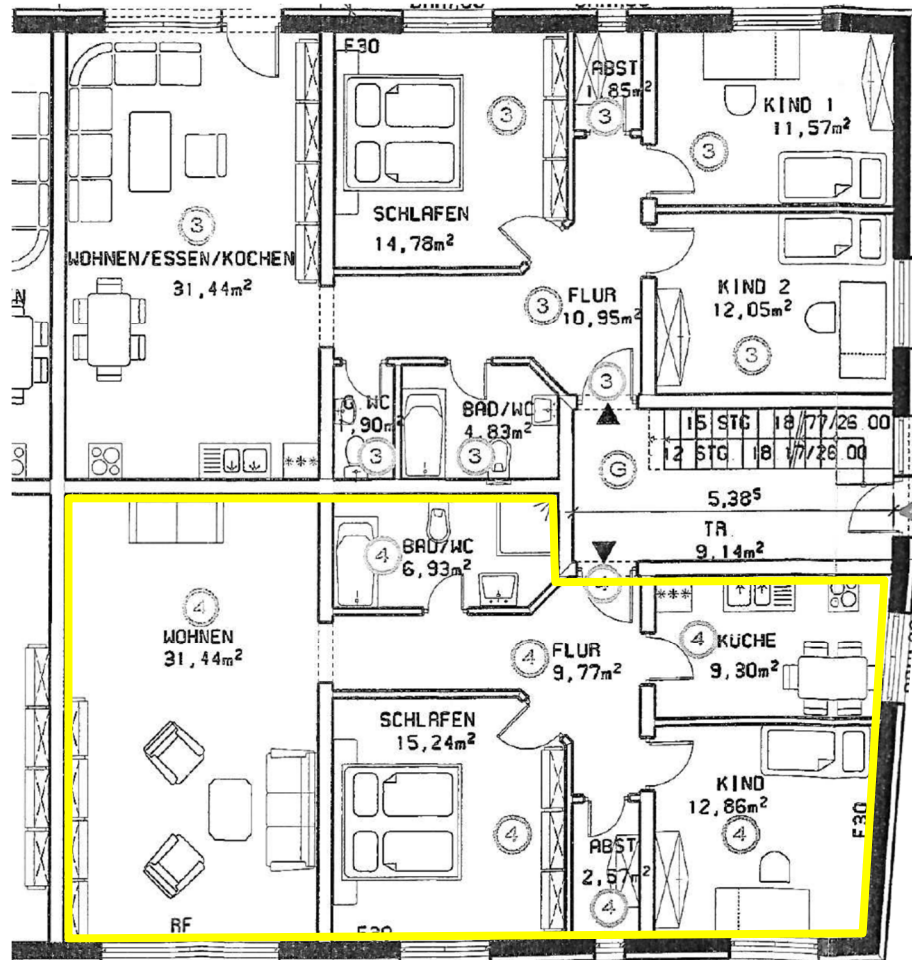 F30
ABST
1,85m²
3
3
KIND 1
11,57m²
3
SCHLAFEN
14,78m²
3
WOHNEN/ESSEN/KOCHEN
31,44m²
3
FLUR
10,95m²
KIND 2
12,05m²
3
3
G WC
,90m²
3
BAD/WC
4,83m²
3
15 STG 18,77/26.00
12 STG 18,17/26.00
G
5,38⁵
TR.
9,14m²
BAD/WC
4
6,93m²
4
4
WOHNEN
31,44m²
4
FLUR
9,77m²
4
KÜCHE
9,30m²
SCHLAFEN
15,24m²
4
KIND
12,86m²
4
F30
ABST
2,57m²
4
RF
F30